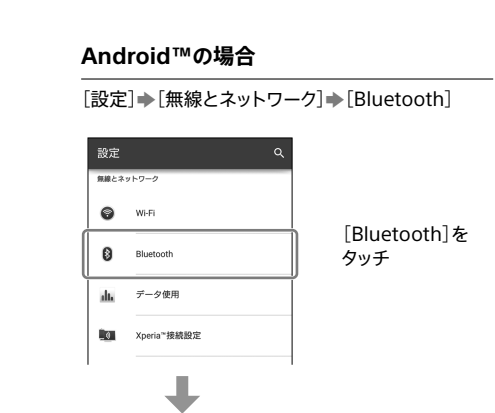 Android™の場合
［設定］➡［無線とネットワーク］➡［Bluetooth］
設定
無線とネットワーク
Wi-Fi
Bluetooth
［Bluetooth］を
タッチ
データ使用
Xperia™接続設定